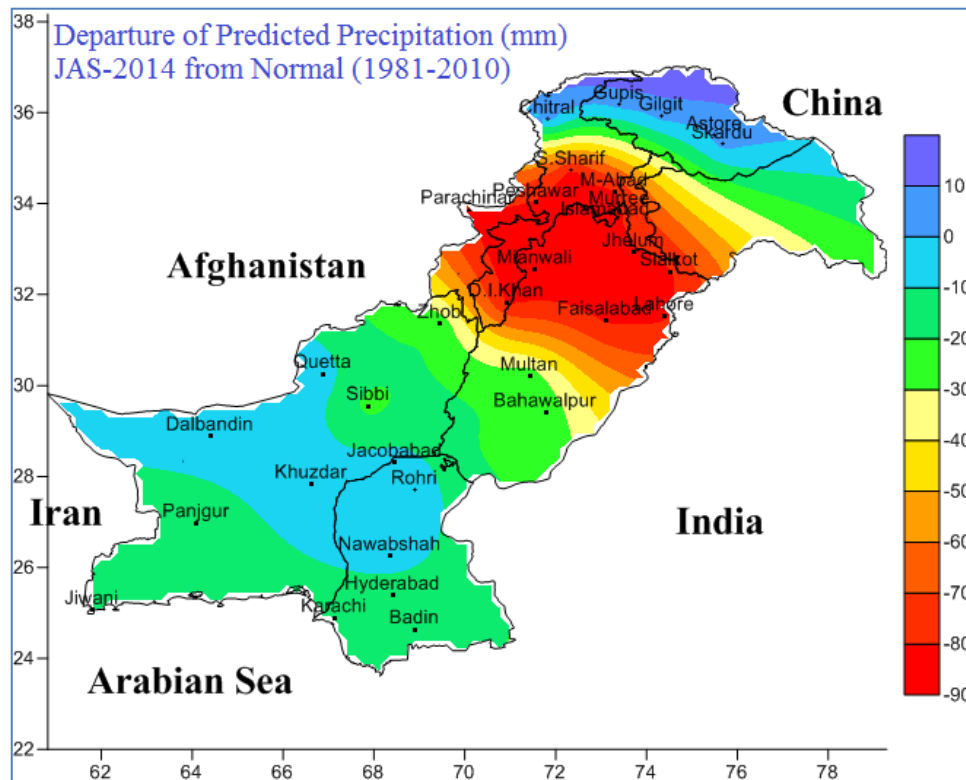 Departure of Predicted Precipitation (mm)
JAS-2014 from Normal (1981-2010)
38
36
34
32
30
28
26
24
22
62
64
66
68
70
72
74
76
78
China
Afghanistan
Iran
India
Arabian Sea
Chitral
Gupis
Gilgit
Astore
Skardu
S.Sharif
M-Abad
Parachinar
Peshawar
Murree
Islamabad
Jhelum
Mianwali
Sialkot
D.I.Khan
Faisalabad
Lahore
Zhob
Multan
Quetta
Sibbi
Bahawalpur
Dalbandin
Jacobabad
Khuzdar
Rohri
Panjgur
Nawabshah
Hyderabad
Jiwani
Karachi
Badin
10
0
-10
-20
-30
-40
-50
-60
-70
-80
-90